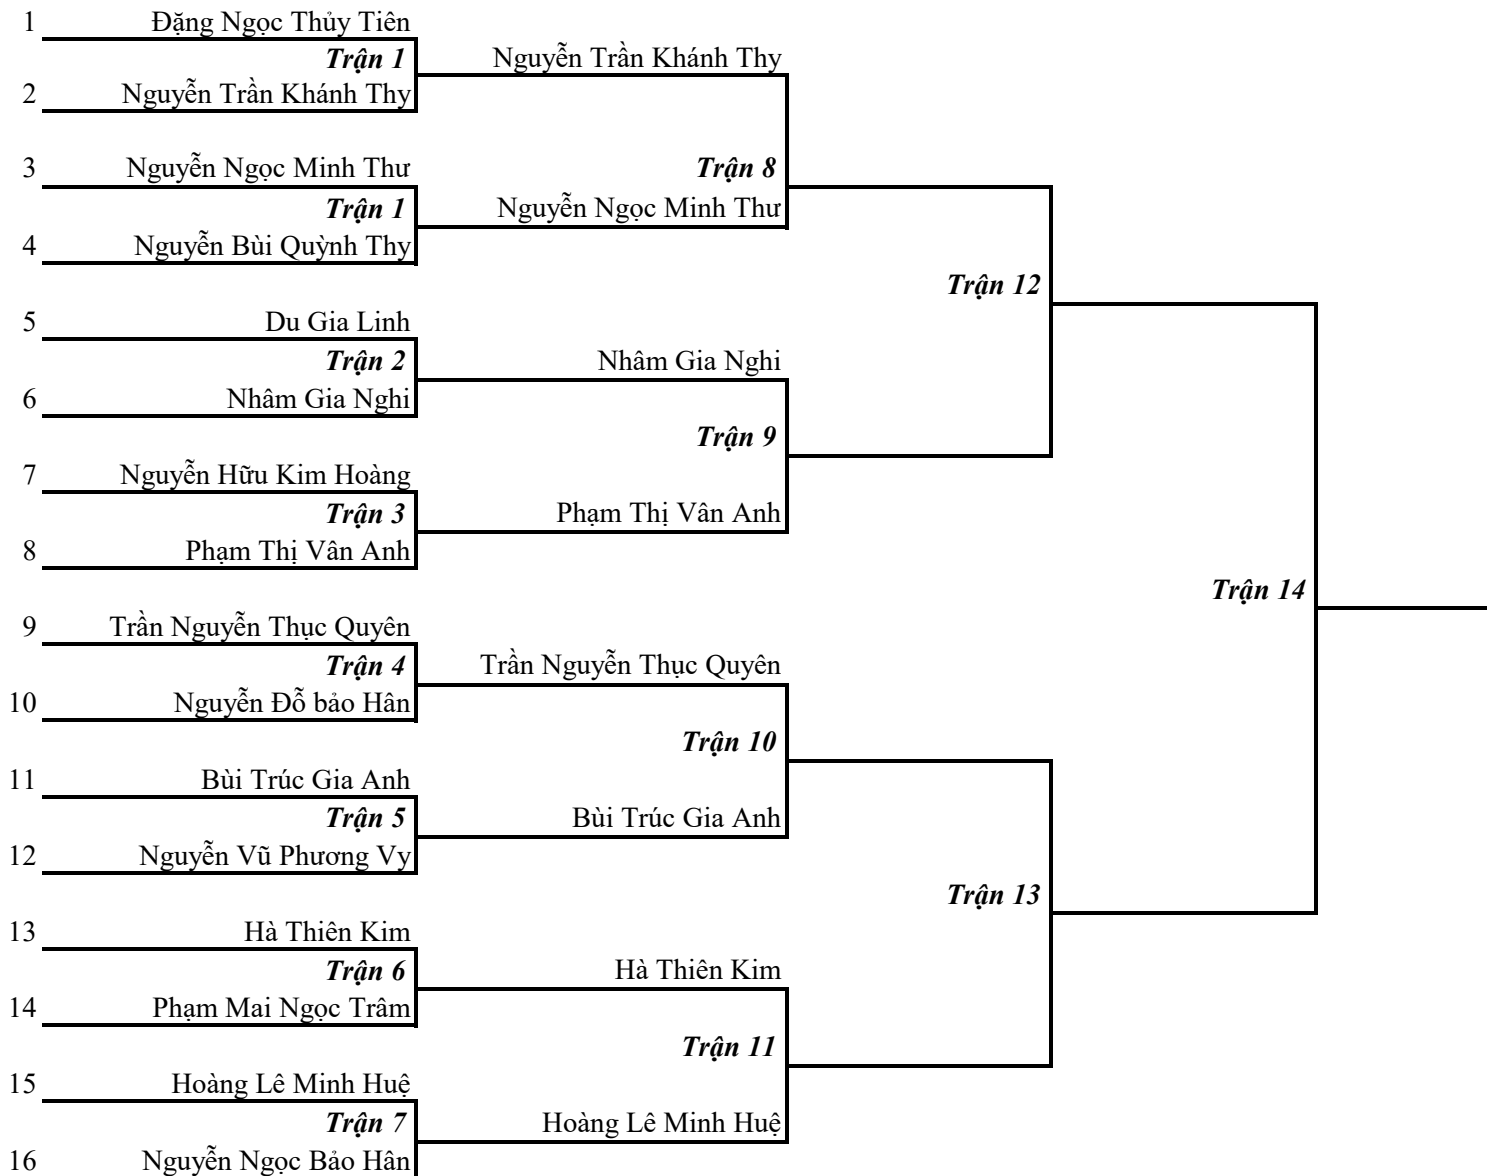 1 Đặng Ngọc Thủy Tiên
Trận 1 Nguyễn Trần Khánh Thy
2 Nguyễn Trần Khánh Thy
3 Nguyễn Ngọc Minh Thư Trận 8
Trận 1 Nguyễn Ngọc Minh Thư
4 Nguyễn Bùi Quỳnh Thy
Trận 12
5 Du Gia Linh
Trận 2 Nhâm Gia Nghi
6 Nhâm Gia Nghi
Trận 9
7 Nguyễn Hữu Kim Hoàng
Trận 3 Phạm Thị Vân Anh
8 Phạm Thị Vân Anh
Trận 14
9 Trần Nguyễn Thục Quyên
Trận 4 Trần Nguyễn Thục Quyên
10 Nguyễn Đỗ bảo Hân
Trận 10
11 Bùi Trúc Gia Anh
Trận 5 Bùi Trúc Gia Anh
12 Nguyễn Vũ Phương Vy
Trận 13
13 Hà Thiên Kim
Trận 6 Hà Thiên Kim
14 Phạm Mai Ngọc Trâm
Trận 11
15 Hoàng Lê Minh Huệ
Trận 7 Hoàng Lê Minh Huệ
16 Nguyễn Ngọc Bảo Hân